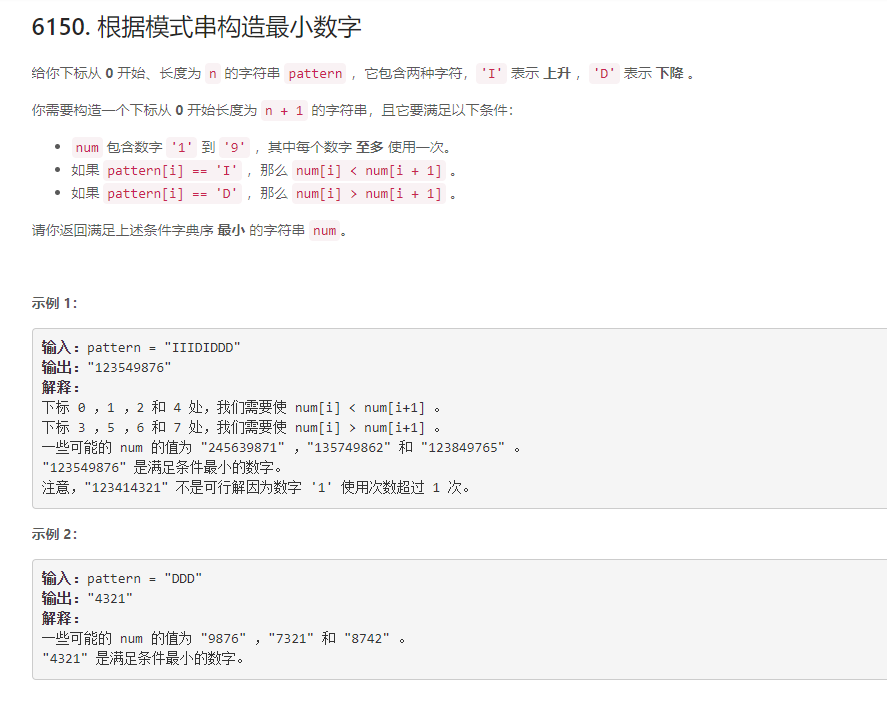 6150. 根据模式串构造最小数字
给你下标从 0 开始、长度为 n 的字符串 pattern ，它包含两种字符，'I' 表示 上升 ，'D' 表示 下降 。
你需要构造一个下标从 0 开始长度为 n + 1 的字符串，且它要满足以下条件：
• num 包含数字 '1' 到 '9' ，其中每个数字 至多 使用一次。
• 如果 pattern[i] == 'I' ，那么 num[i] < num[i + 1] 。
• 如果 pattern[i] == 'D' ，那么 num[i] > num[i + 1] 。
请你返回满足上述条件字典序 最小 的字符串 num。
示例 1：
输入：pattern = "IIIDIDDD"
输出："123549876"
解释：
下标 0 ，1 ，2 和 4 处，我们需要使 num[i] < num[i+1] 。
下标 3 ，5 ，6 和 7 处，我们需要使 num[i] > num[i+1] 。
一些可能的 num 的值为 "245639871" ，"135749862" 和 "123849765" 。
"123549876" 是满足条件最小的数字。
注意，"123414321" 不是可行解因为数字 '1' 使用次数超过 1 次。
示例 2：
输入：pattern = "DDD"
输出："4321"
解释：
一些可能的 num 的值为 "9876" ，"7321" 和 "8742" 。
"4321" 是满足条件最小的数字。